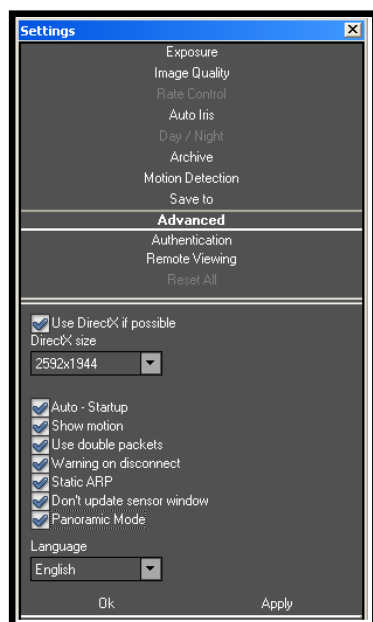 Settings
Exposure
Image Quality
Rate Control
Auto Iris
Day / Night
Archive
Motion Detection
Save to
Advanced
Authentication
Remote Viewing
Reset All
Use DirectX if possible
DirectX size
2592x1944
Auto - Startup
Show motion
Use double packets
Warning on disconnect
Static ARP
Don't update sensor window
Panoramic Mode
Language
English
Ok Apply